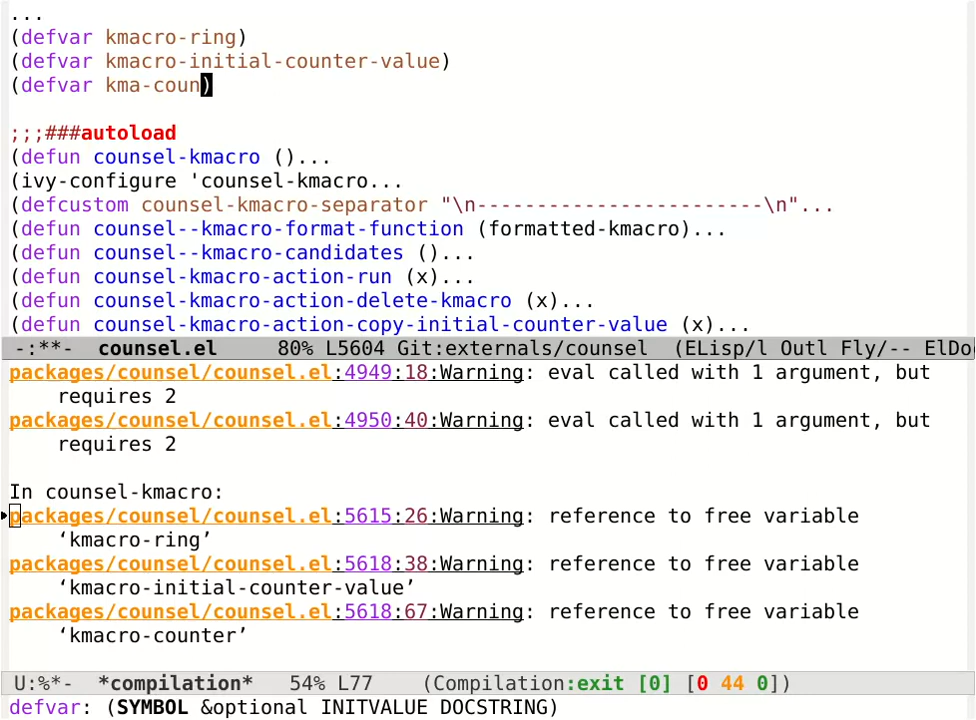 ...
(defvar kmacro-ring)
(defvar kmacro-initial-counter-value)
(defvar kma-coun)
;;;###autoload
(defun counsel-kmacro ()...
(ivy-configure 'counsel-kmacro...
(defcustom counsel-kmacro-separator "\n------------------------\n"...
(defun counsel--kmacro-format-function (formatted-kmacro)...
(defun counsel--kmacro-candidates ()...
(defun counsel-kmacro-action-run (x)...
(defun counsel-kmacro-action-delete-kmacro (x)...
(defun counsel-kmacro-action-copy-initial-counter-value (x)...
-:**-  counsel.el     80% L5604 Git:externals/counsel  (ELisp/l Outl Fly/-- ElDo
packages/counsel/counsel.el:4949:18:Warning: eval called with 1 argument, but
requires 2
packages/counsel/counsel.el:4950:40:Warning: eval called with 1 argument, but
requires 2
In counsel-kmacro:
packages/counsel/counsel.el:5615:26:Warning: reference to free variable
‘kmacro-ring’
packages/counsel/counsel.el:5618:38:Warning: reference to free variable
‘kmacro-initial-counter-value’
packages/counsel/counsel.el:5618:67:Warning: reference to free variable
‘kmacro-counter’
U:%*-  *compilation*   54% L77    (Compilation:exit [0] [0 44 0])
defvar: (SYMBOL &optional INITVALUE DOCSTRING)